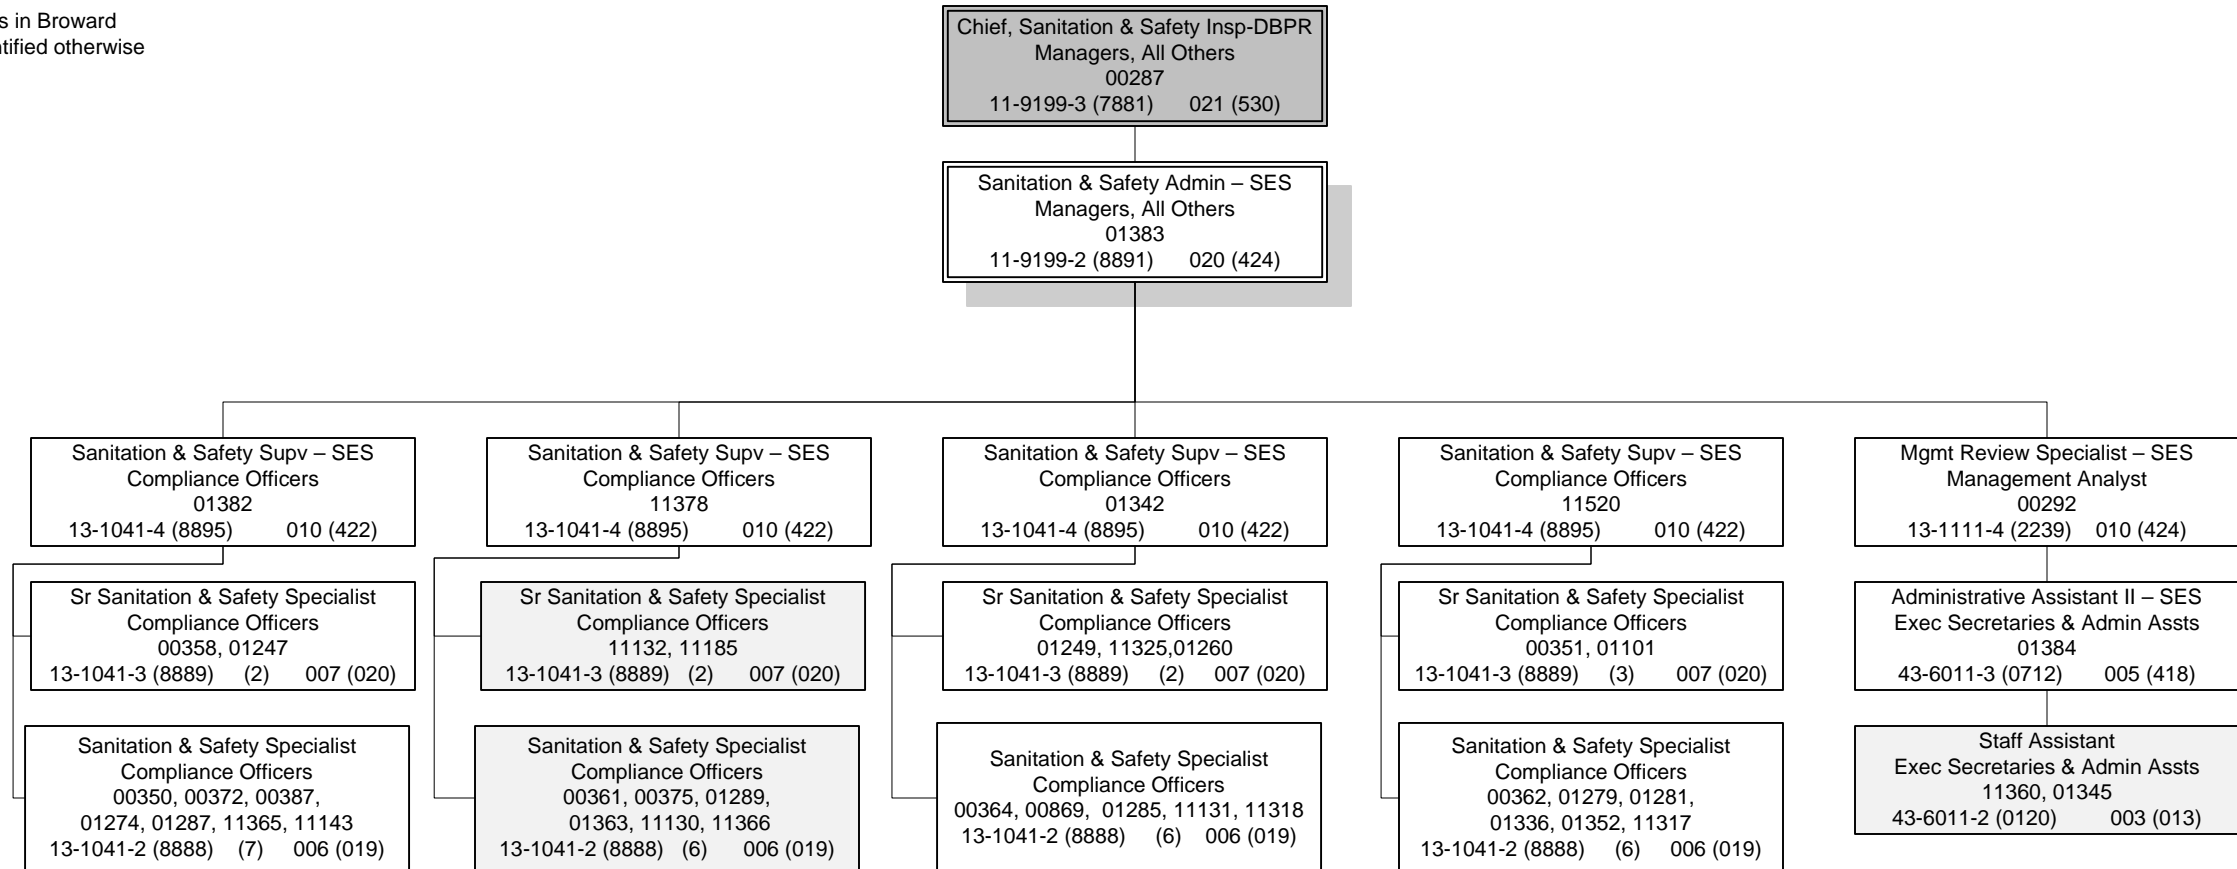 s in Broward
ntified otherwise
Chief, Sanitation & Safety Insp-DBPR
Managers, All Others
00287
11-9199-3 (7881) 021 (530)
Sanitation & Safety Admin – SES
Managers, All Others
01383
11-9199-2 (8891) 020 (424)
Sanitation & Safety Supv – SES
Compliance Officers
01382
13-1041-4 (8895) 010 (422)
Sanitation & Safety Supv – SES
Compliance Officers
11378
13-1041-4 (8895) 010 (422)
Sanitation & Safety Supv – SES
Compliance Officers
01342
13-1041-4 (8895) 010 (422)
Sanitation & Safety Supv – SES
Compliance Officers
11520
13-1041-4 (8895) 010 (422)
Mgmt Review Specialist – SES
Management Analyst
00292
13-1111-4 (2239) 010 (424)
Sr Sanitation & Safety Specialist
Compliance Officers
00358, 01247
13-1041-3 (8889) (2) 007 (020)
Sr Sanitation & Safety Specialist
Compliance Officers
11132, 11185
13-1041-3 (8889) (2) 007 (020)
Sr Sanitation & Safety Specialist
Compliance Officers
01249, 11325,01260
13-1041-3 (8889) (2) 007 (020)
Sr Sanitation & Safety Specialist
Compliance Officers
00351, 01101
13-1041-3 (8889) (3) 007 (020)
Administrative Assistant II – SES
Exec Secretaries & Admin Assts
01384
43-6011-3 (0712) 005 (418)
Sanitation & Safety Specialist
Compliance Officers
00350, 00372, 00387,
01274, 01287, 11365, 11143
13-1041-2 (8888) (7) 006 (019)
Sanitation & Safety Specialist
Compliance Officers
00361, 00375, 01289,
01363, 11130, 11366
13-1041-2 (8888) (6) 006 (019)
Sanitation & Safety Specialist
Compliance Officers
00364, 00869, 01285, 11131, 11318
13-1041-2 (8888) (6) 006 (019)
Sanitation & Safety Specialist
Compliance Officers
00362, 01279, 01281,
01336, 01352, 11317
13-1041-2 (8888) (6) 006 (019)
Staff Assistant
Exec Secretaries & Admin Assts
11360, 01345
43-6011-2 (0120) 003 (013)